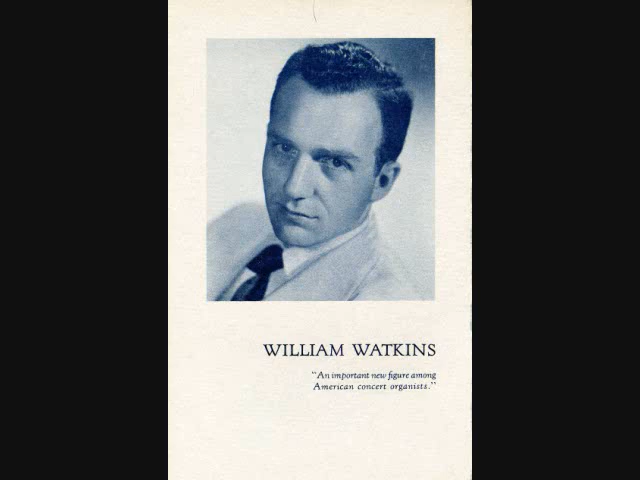 WILLIAM WATKINS
"An important new figure among
American concert organists."